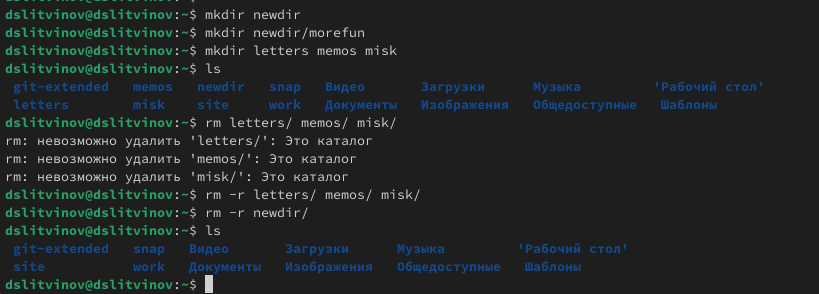 dslitvinov@dslitvinov:~$ mkdir newdir
dslitvinov@dslitvinov:~$ mkdir newdir/morefun
dslitvinov@dslitvinov:~$ mkdir letters memos misk
dslitvinov@dslitvinov:~$ ls
git-extended memos newdir snap Видео Загрузки Музыка 'Рабочий стол'
letters misk site work Документы Изображения Общедоступные Шаблоны
dslitvinov@dslitvinov:~$ rm letters/ memos/ misk/
rm: невозможно удалить 'letters/': Это каталог
rm: невозможно удалить 'memos/': Это каталог
rm: невозможно удалить 'misk/': Это каталог
dslitvinov@dslitvinov:~$ rm -r letters/ memos/ misk/
dslitvinov@dslitvinov:~$ rm -r newdir/
dslitvinov@dslitvinov:~$ ls
git-extended snap Видео Загрузки Музыка 'Рабочий стол'
site work Документы Изображения Общедоступные Шаблоны
dslitvinov@dslitvinov:~$